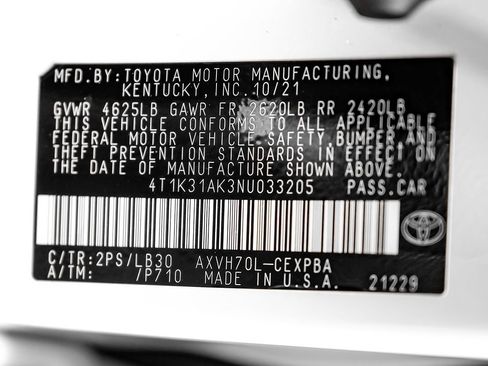 MFD.BY:TOYOTA MOTOR MANUFACTURING,
KENTUCKY,INC.10/21
GVWR 4625LB GAWR FR 2620LB RR 2420LB
THIS VEHICLE CONFORMS TO ALL APPLICABLE
FEDERAL MOTOR VEHICLE SAFETY,BUMPER AND
THEFT PREVENTION STANDARDS IN EFFECT ON
THE DATE OF MANUFACTURE SHOWN ABOVE.
4T1K31AK3NU033205 PASS.CAR
C/TR:2PS/LB30 AXVH70L-CEXPBA
A/TM: 7P710 MADE IN U.S.A. 21229